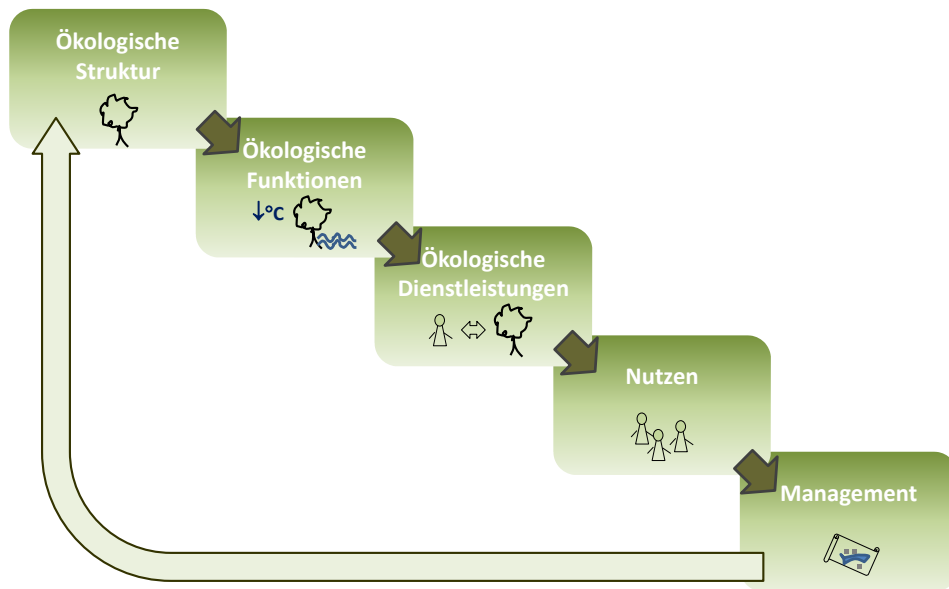 Ökologische
Struktur
Ökologische
Funktionen
↓°C
Ökologische
Dienstleistungen
Nutzen
Management